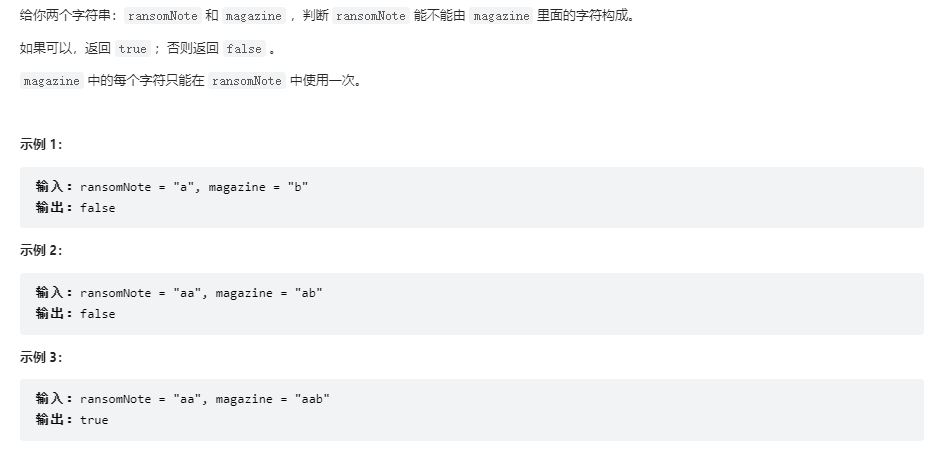 给你两个字符串：ransomNote 和 magazine ，判断 ransomNote 能不能由 magazine 里面的字符构成。
如果可以，返回 true ；否则返回 false 。
magazine 中的每个字符只能在 ransomNote 中使用一次。
示例 1：
输入：ransomNote = "a", magazine = "b"
输出：false
示例 2：
输入：ransomNote = "aa", magazine = "ab"
输出：false
示例 3：
输入：ransomNote = "aa", magazine = "aab"
输出：true